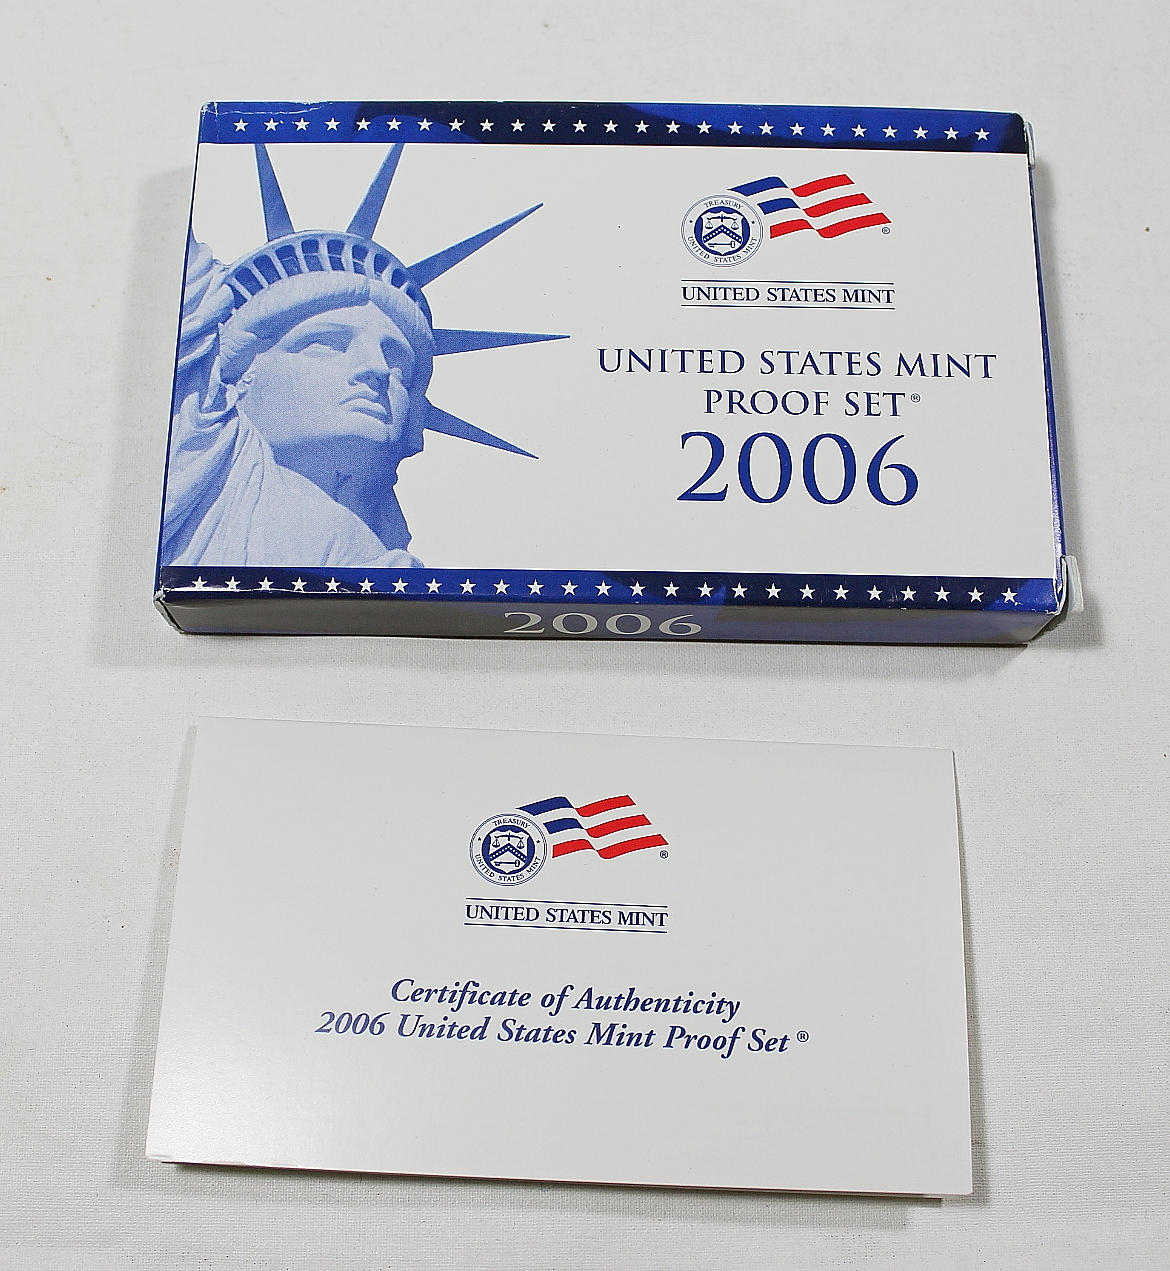 TREASURY
UNITED STATES MINT
®
UNITED STATES MINT
UNITED STATES MINT
PROOF SET®
2006
2006
TREASURY
UNITED STATES MINT
®
UNITED STATES MINT
Certificate of Authenticity
2006 United States Mint Proof Set®